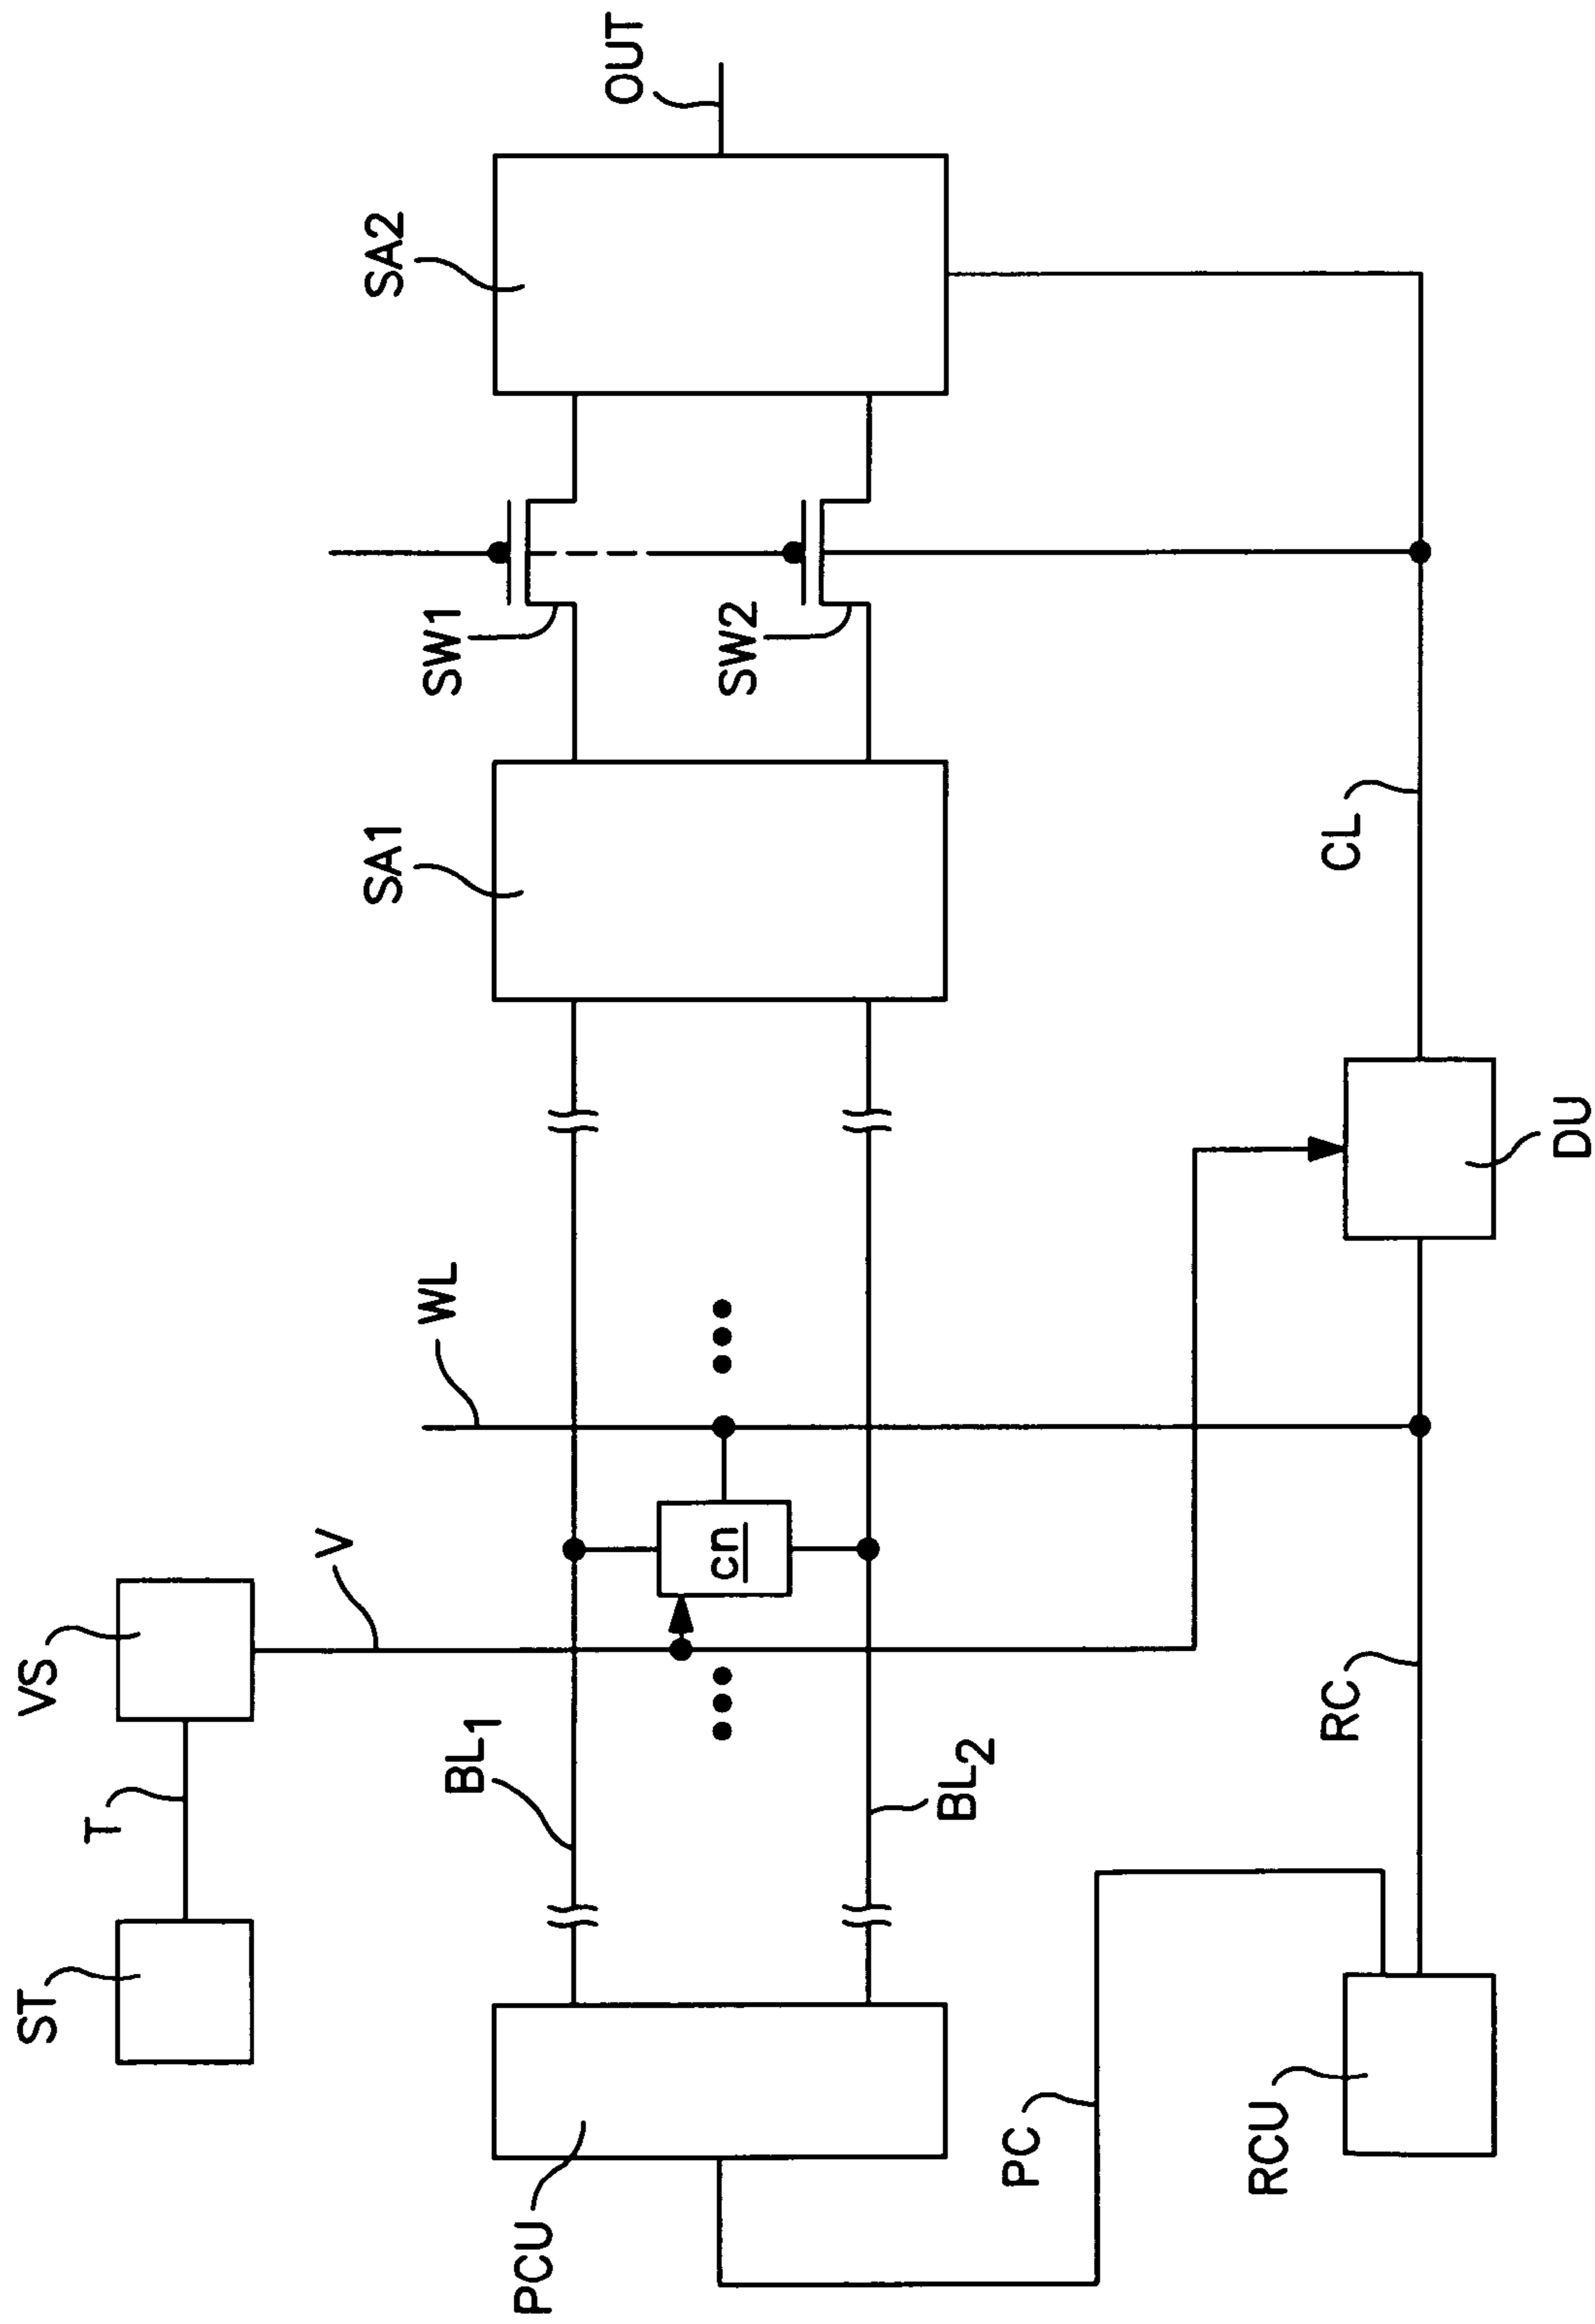 ST
T
VS
V
PCU
BL1
WL
SA1
SW1
SA2
OUT
cn
SW2
BL2
PC
RCU
RC
DU
CL